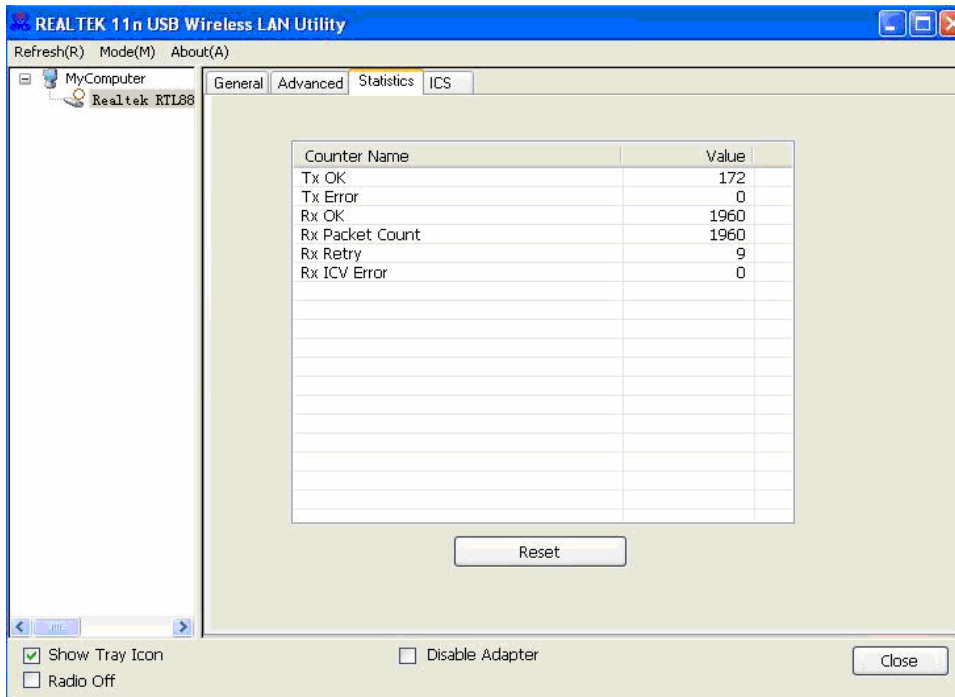 REALTEK 11n USB Wireless LAN Utility
Refresh(R) Mode(M) About(A)
MyComputer
Realtek RTL88
General Advanced Statistics ICS
Counter Name Value
Tx OK 172
Tx Error 0
Rx OK 1960
Rx Packet Count 1960
Rx Retry 9
Rx ICV Error 0
Reset
Show Tray Icon
Disable Adapter
Radio Off
Close